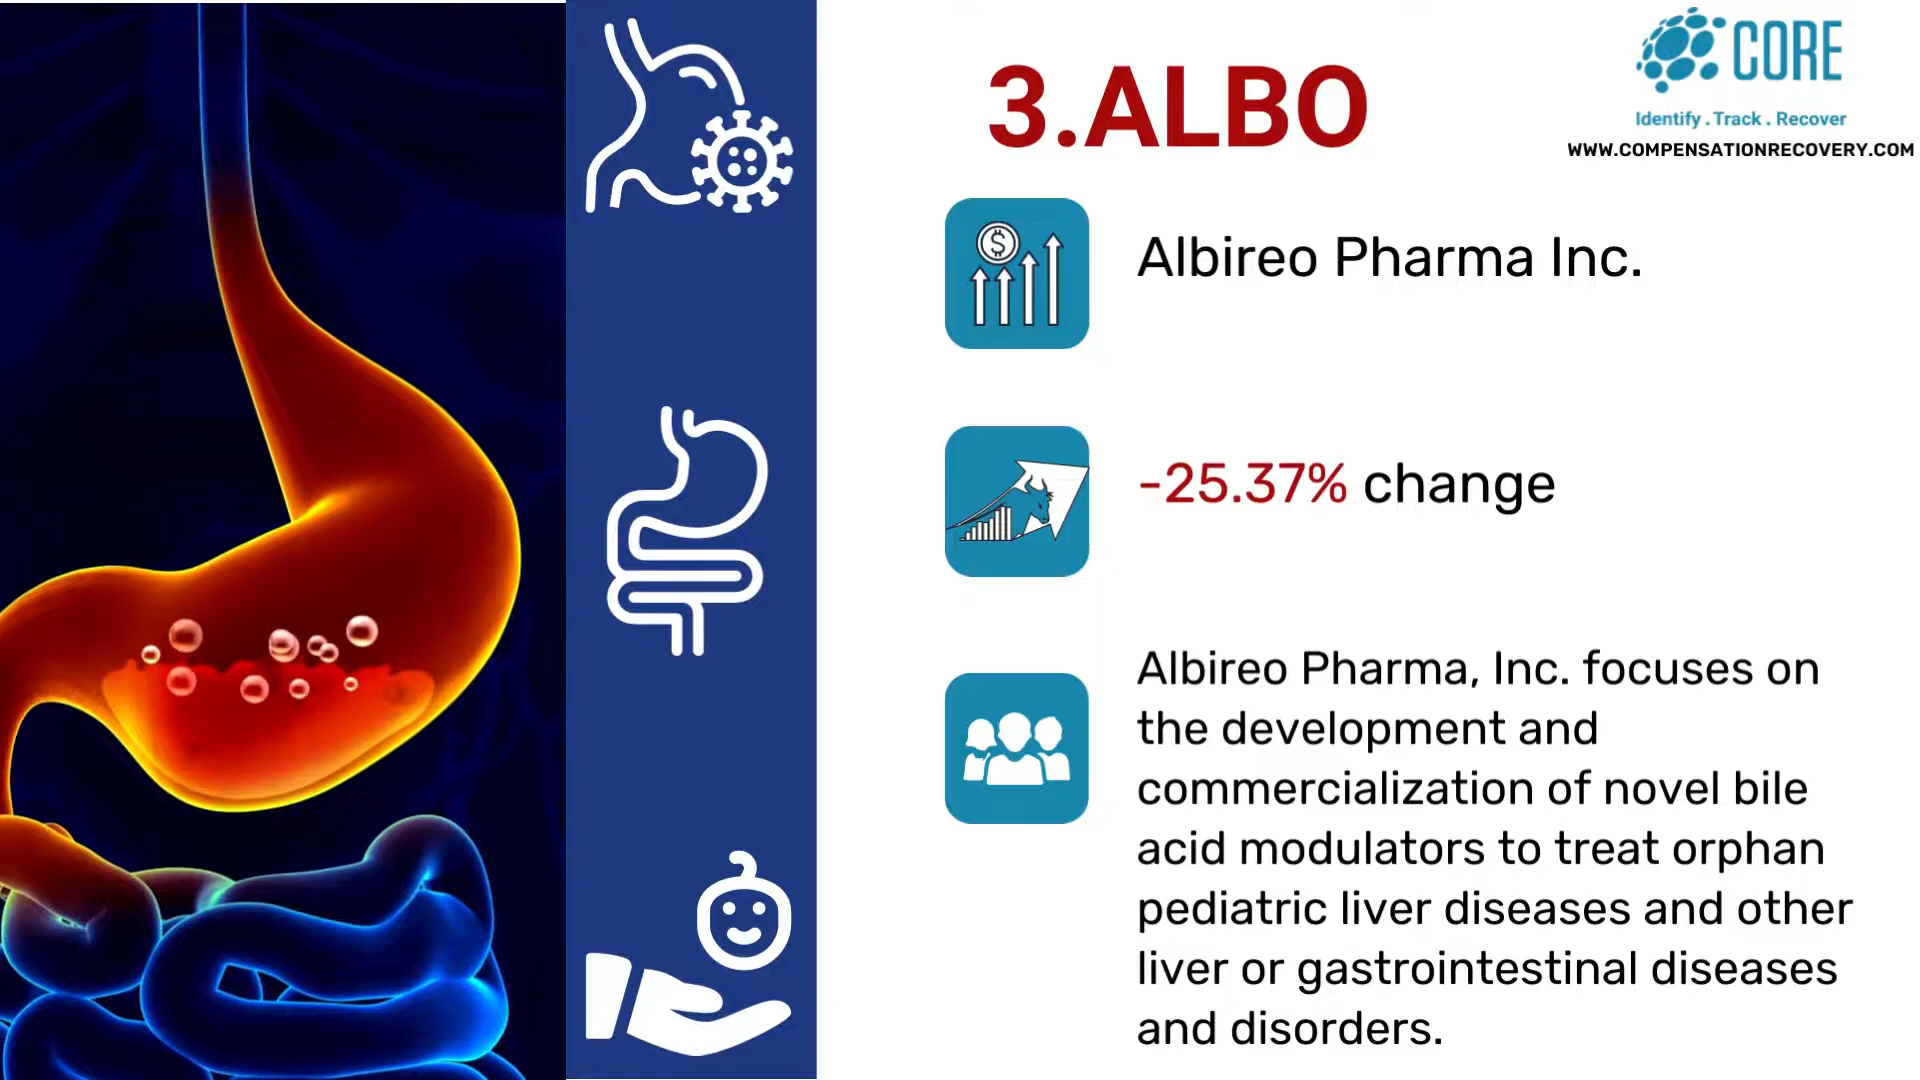 3.ALBO
CORE
Identify . Track . Recover
WWW.COMPENSATIONRECOVERY.COM
$
Albireo Pharma Inc.
-25.37% change
Albireo Pharma, Inc. focuses on
the development and
commercialization of novel bile
acid modulators to treat orphan
pediatric liver diseases and other
liver or gastrointestinal diseases
and disorders.